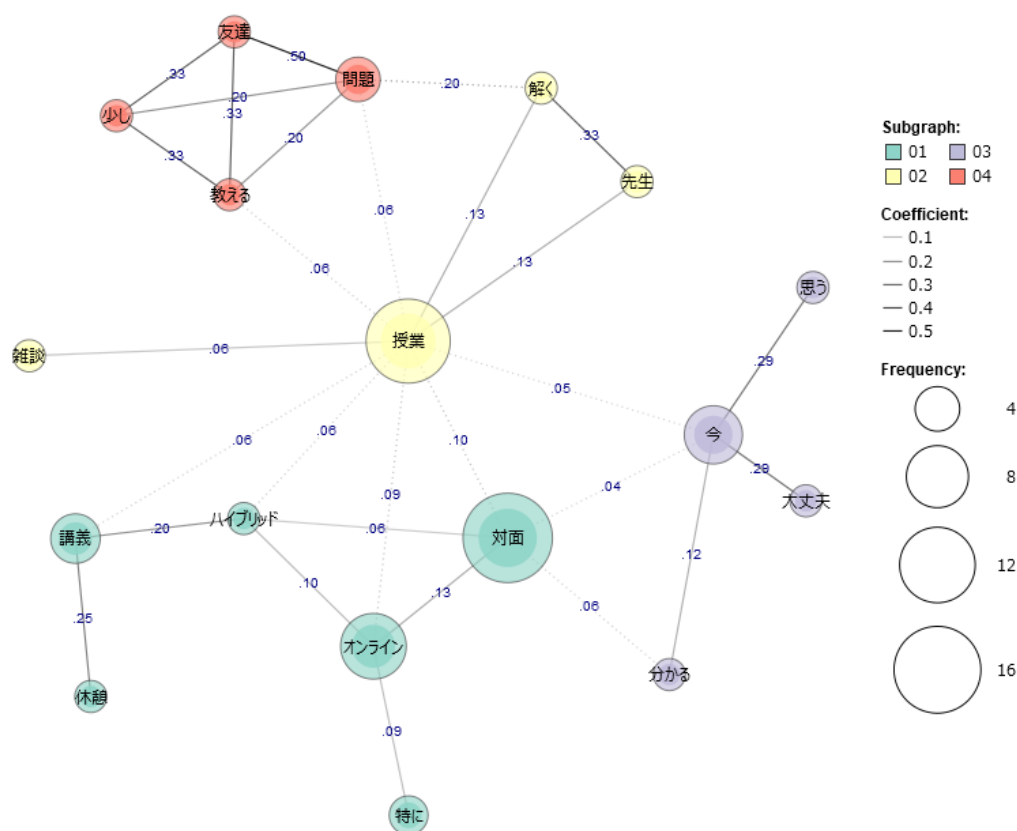 友達
.50
問題
.33
.20
解く
.20
少し
.33
.33
.33
.20
先生
教える
.06
.13
.13
.06
思う
授業
雑談
.06
.29
.05
今
.06
.06
.10
.29
大丈夫
.09
.04
ハイブリッド
講義
.20
.06
対面
.12
.10
.13
.06
.25
オンライン
分かる
休憩
.09
特に
Subgraph:
01 03
02 04
Coefficient:
0.1
0.2
0.3
0.4
0.5
Frequency:
4
8
12
16